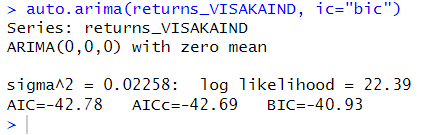 > auto.arima(returns_VISAKAIND, ic="bic")
Series: returns_VISAKAIND
ARIMA(0,0,0) with zero mean
sigma^2 = 0.02258:  log likelihood = 22.39
AIC=-42.78   AICc=-42.69   BIC=-40.93
>